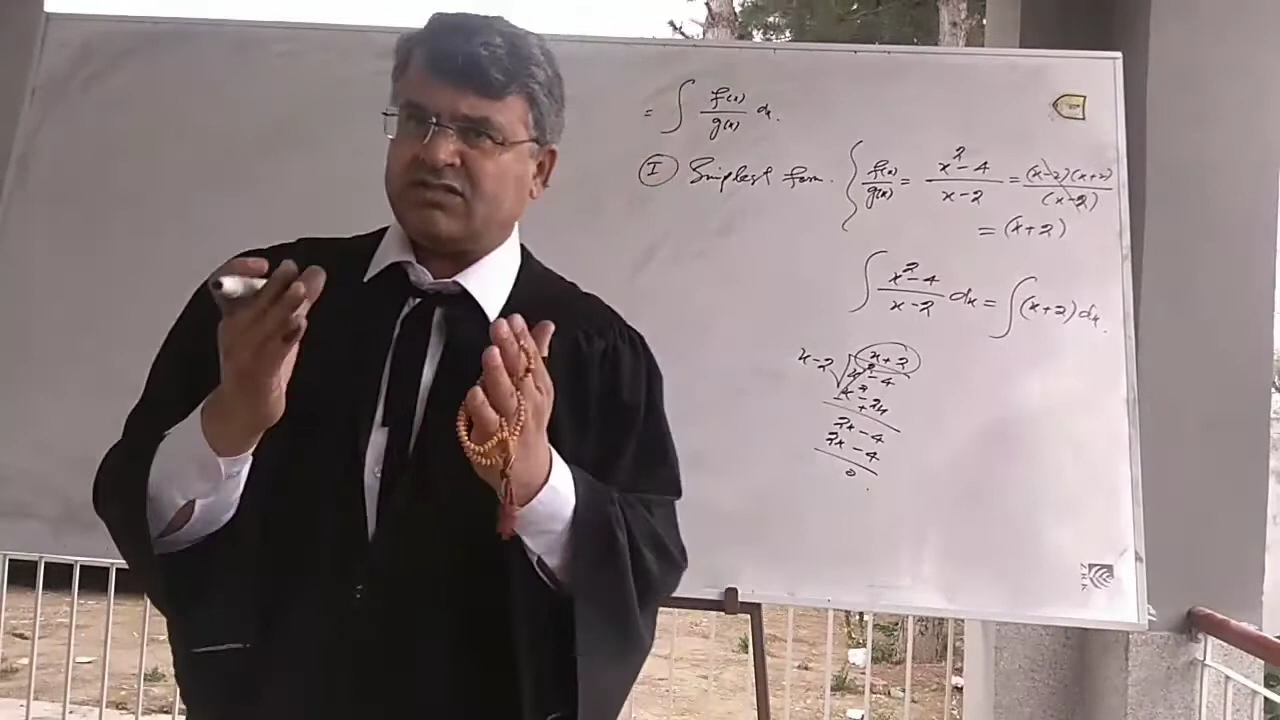 = ∫ f(x)/g(x) dx.
(I) Simplest form. { f(x)/g(x) = (x²-4)/(x-2) = (x-2)(x+2)/(x-2)
= (x+2)
∫ (x²-4)/(x-2) dx = ∫ (x+2) dx.
x+2
x-2 √ x²-4
x² - 2x
- +
2x-4
2x-4
0
ZRK